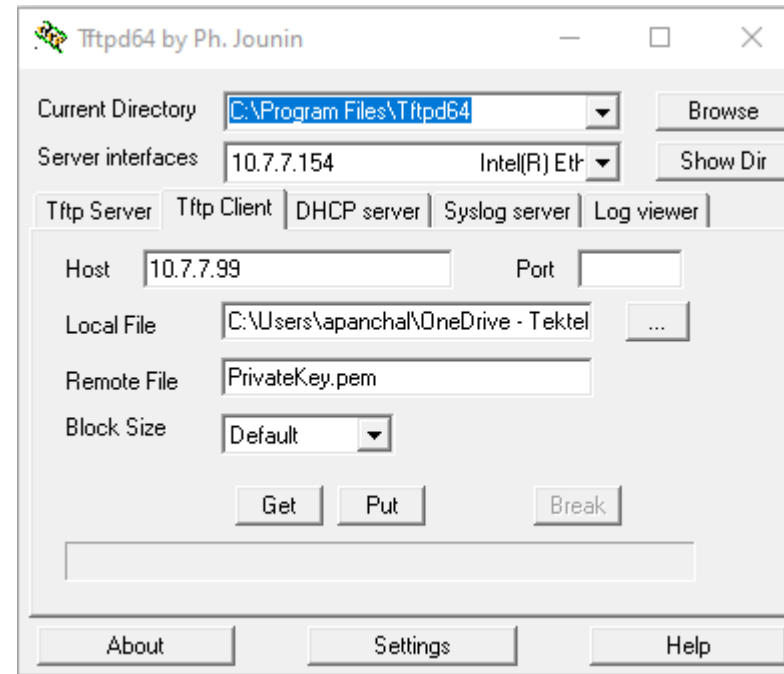 Tftpd64 by Ph. Jounin
Current Directory C:\Program Files\Tftpd64 Browse
Server interfaces 10.7.7.154 Intel(R) Eth Show Dir
Tftp Server Tftp Client DHCP server Syslog server Log viewer
Host 10.7.7.99 Port
Local File C:\Users\apanchal\OneDrive - Tektel ...
Remote File PrivateKey.pem
Block Size Default
Get Put Break
About Settings Help